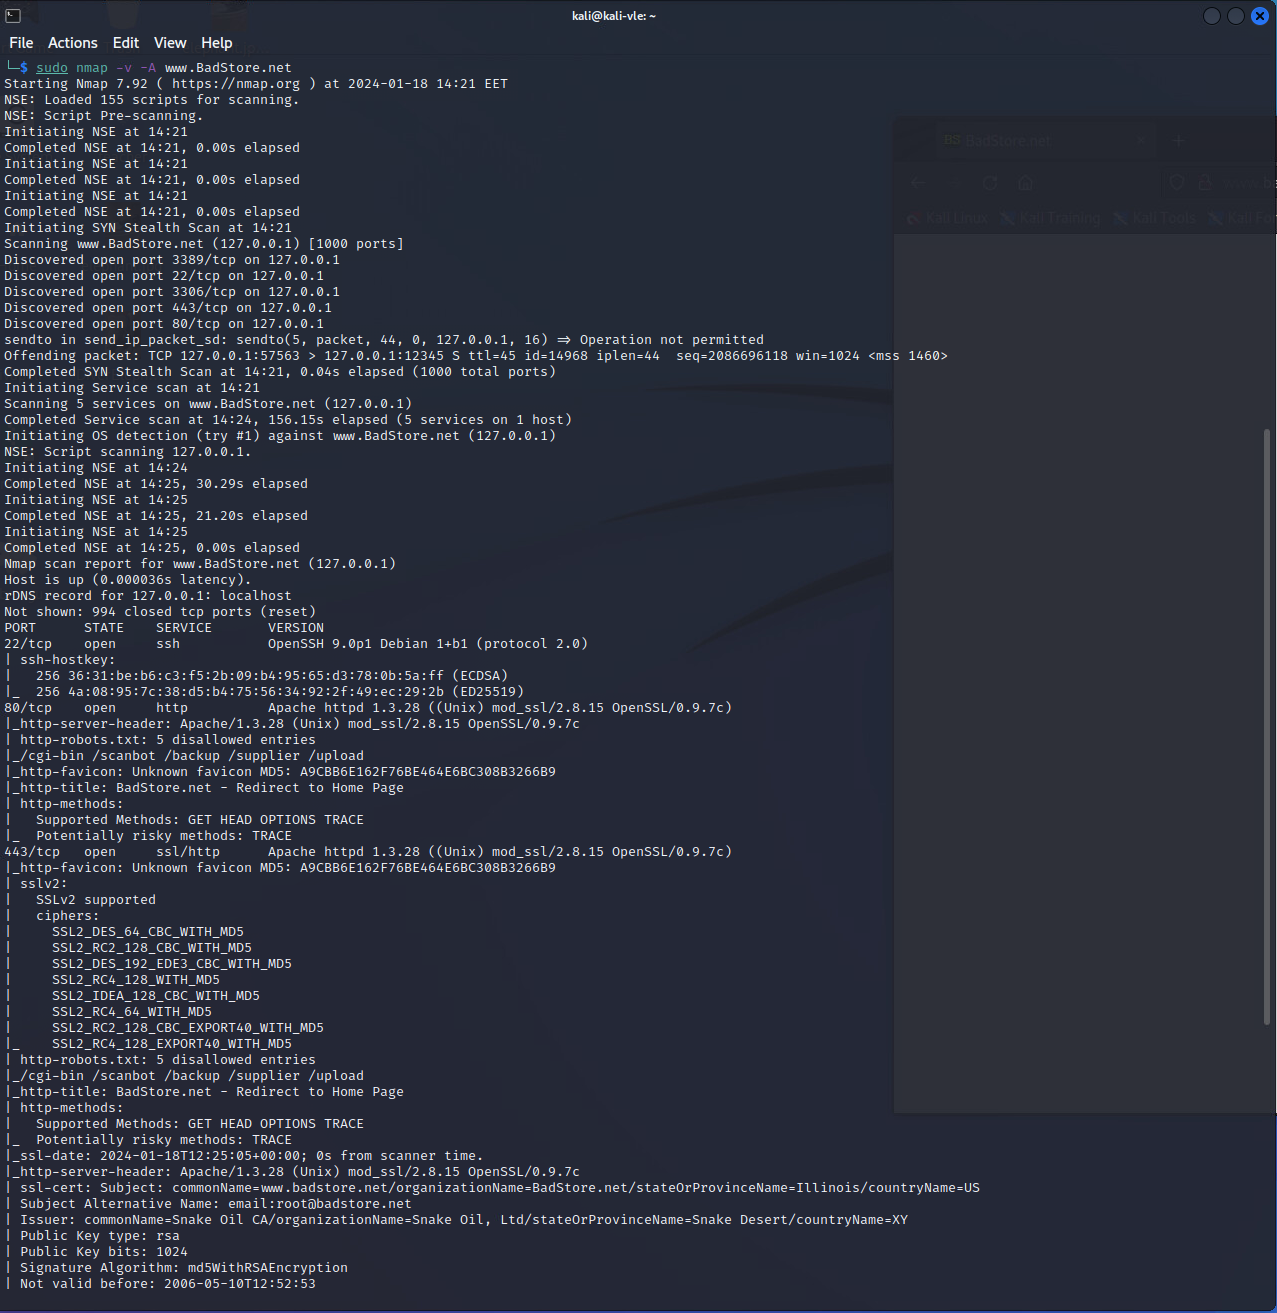 kali@kali-vle: ~
File Actions Edit View Help
└─$ sudo nmap -v -A www.BadStore.net
Starting Nmap 7.92 ( https://nmap.org ) at 2024-01-18 14:21 EET
NSE: Loaded 155 scripts for scanning.
NSE: Script Pre-scanning.
Initiating NSE at 14:21
Completed NSE at 14:21, 0.00s elapsed
Initiating NSE at 14:21
Completed NSE at 14:21, 0.00s elapsed
Initiating NSE at 14:21
Completed NSE at 14:21, 0.00s elapsed
Initiating SYN Stealth Scan at 14:21
Scanning www.BadStore.net (127.0.0.1) [1000 ports]
Discovered open port 3389/tcp on 127.0.0.1
Discovered open port 22/tcp on 127.0.0.1
Discovered open port 3306/tcp on 127.0.0.1
Discovered open port 443/tcp on 127.0.0.1
Discovered open port 80/tcp on 127.0.0.1
sendto in send_ip_packet_sd: sendto(5, packet, 44, 0, 127.0.0.1, 16) => Operation not permitted
Offending packet: TCP 127.0.0.1:57563 > 127.0.0.1:12345 S ttl=45 id=14968 iplen=44  seq=2086696118 win=1024 <mss 1460>
Completed SYN Stealth Scan at 14:21, 0.04s elapsed (1000 total ports)
Initiating Service scan at 14:21
Scanning 5 services on www.BadStore.net (127.0.0.1)
Completed Service scan at 14:24, 156.15s elapsed (5 services on 1 host)
Initiating OS detection (try #1) against www.BadStore.net (127.0.0.1)
NSE: Script scanning 127.0.0.1.
Initiating NSE at 14:24
Completed NSE at 14:25, 30.29s elapsed
Initiating NSE at 14:25
Completed NSE at 14:25, 21.20s elapsed
Initiating NSE at 14:25
Completed NSE at 14:25, 0.00s elapsed
Nmap scan report for www.BadStore.net (127.0.0.1)
Host is up (0.000036s latency).
rDNS record for 127.0.0.1: localhost
Not shown: 994 closed tcp ports (reset)
PORT      STATE    SERVICE       VERSION
22/tcp    open     ssh           OpenSSH 9.0p1 Debian 1+b1 (protocol 2.0)
| ssh-hostkey:
|   256 36:31:be:b6:c3:f5:2b:09:b4:95:65:d3:78:0b:5a:ff (ECDSA)
|_  256 4a:08:95:7c:38:d5:b4:75:56:34:92:2f:49:ec:29:2b (ED25519)
80/tcp    open     http          Apache httpd 1.3.28 ((Unix) mod_ssl/2.8.15 OpenSSL/0.9.7c)
|_http-server-header: Apache/1.3.28 (Unix) mod_ssl/2.8.15 OpenSSL/0.9.7c
| http-robots.txt: 5 disallowed entries
|_/cgi-bin /scanbot /backup /supplier /upload
|_http-favicon: Unknown favicon MD5: A9CBB6E162F76BE464E6BC308B3266B9
|_http-title: BadStore.net - Redirect to Home Page
| http-methods:
|   Supported Methods: GET HEAD OPTIONS TRACE
|_  Potentially risky methods: TRACE
443/tcp   open     ssl/http      Apache httpd 1.3.28 ((Unix) mod_ssl/2.8.15 OpenSSL/0.9.7c)
|_http-favicon: Unknown favicon MD5: A9CBB6E162F76BE464E6BC308B3266B9
| sslv2:
|   SSLv2 supported
|   ciphers:
|     SSL2_DES_64_CBC_WITH_MD5
|     SSL2_RC2_128_CBC_WITH_MD5
|     SSL2_DES_192_EDE3_CBC_WITH_MD5
|     SSL2_RC4_128_WITH_MD5
|     SSL2_IDEA_128_CBC_WITH_MD5
|     SSL2_RC4_64_WITH_MD5
|     SSL2_RC2_128_CBC_EXPORT40_WITH_MD5
|_    SSL2_RC4_128_EXPORT40_WITH_MD5
| http-robots.txt: 5 disallowed entries
|_/cgi-bin /scanbot /backup /supplier /upload
|_http-title: BadStore.net - Redirect to Home Page
| http-methods:
|   Supported Methods: GET HEAD OPTIONS TRACE
|_  Potentially risky methods: TRACE
|_ssl-date: 2024-01-18T12:25:05+00:00; 0s from scanner time.
|_http-server-header: Apache/1.3.28 (Unix) mod_ssl/2.8.15 OpenSSL/0.9.7c
| ssl-cert: Subject: commonName=www.badstore.net/organizationName=BadStore.net/stateOrProvinceName=Illinois/countryName=US
| Subject Alternative Name: email:root@badstore.net
| Issuer: commonName=Snake Oil CA/organizationName=Snake Oil, Ltd/stateOrProvinceName=Snake Desert/countryName=XY
| Public Key type: rsa
| Public Key bits: 1024
| Signature Algorithm: md5WithRSAEncryption
| Not valid before: 2006-05-10T12:52:53
BS BadStore.net
Kali Linux Kali Training Kali Tools Kali